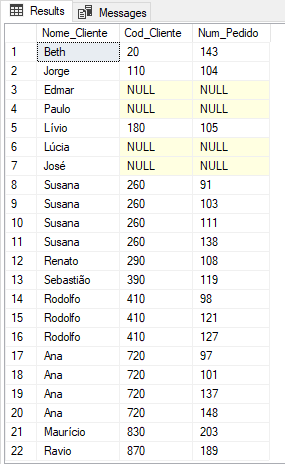 Results Messages
Nome_Cliente Cod_Cliente Num_Pedido
1 Beth 20 143
2 Jorge 110 104
3 Edmar NULL NULL
4 Paulo NULL NULL
5 Lívio 180 105
6 Lúcia NULL NULL
7 José NULL NULL
8 Susana 260 91
9 Susana 260 103
10 Susana 260 111
11 Susana 260 138
12 Renato 290 108
13 Sebastião 390 119
14 Rodolfo 410 98
15 Rodolfo 410 121
16 Rodolfo 410 127
17 Ana 720 97
18 Ana 720 101
19 Ana 720 137
20 Ana 720 148
21 Maurício 830 203
22 Ravio 870 189